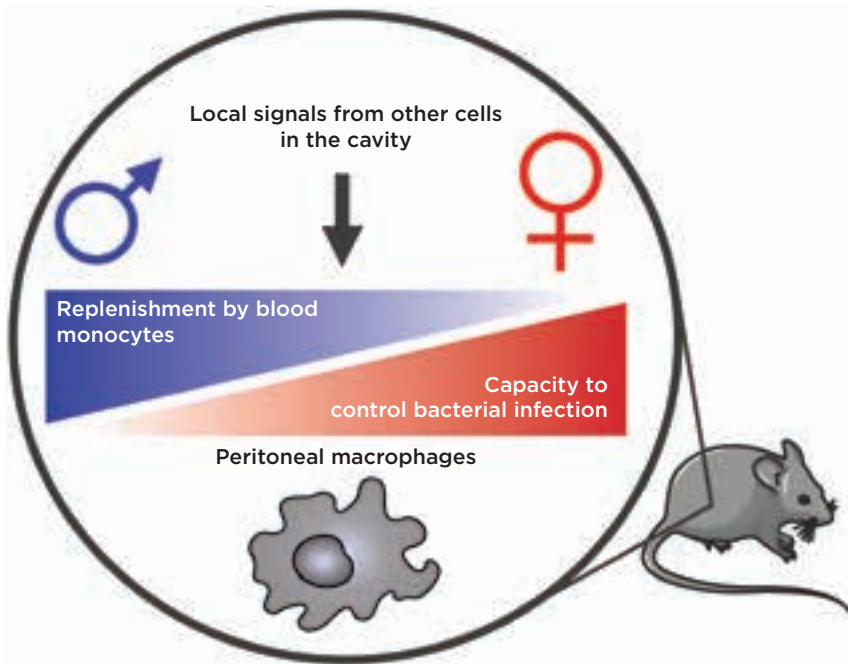 Local signals from other cells
in the cavity
Replenishment by blood
monocytes
Capacity to
control bacterial infection
Peritoneal macrophages